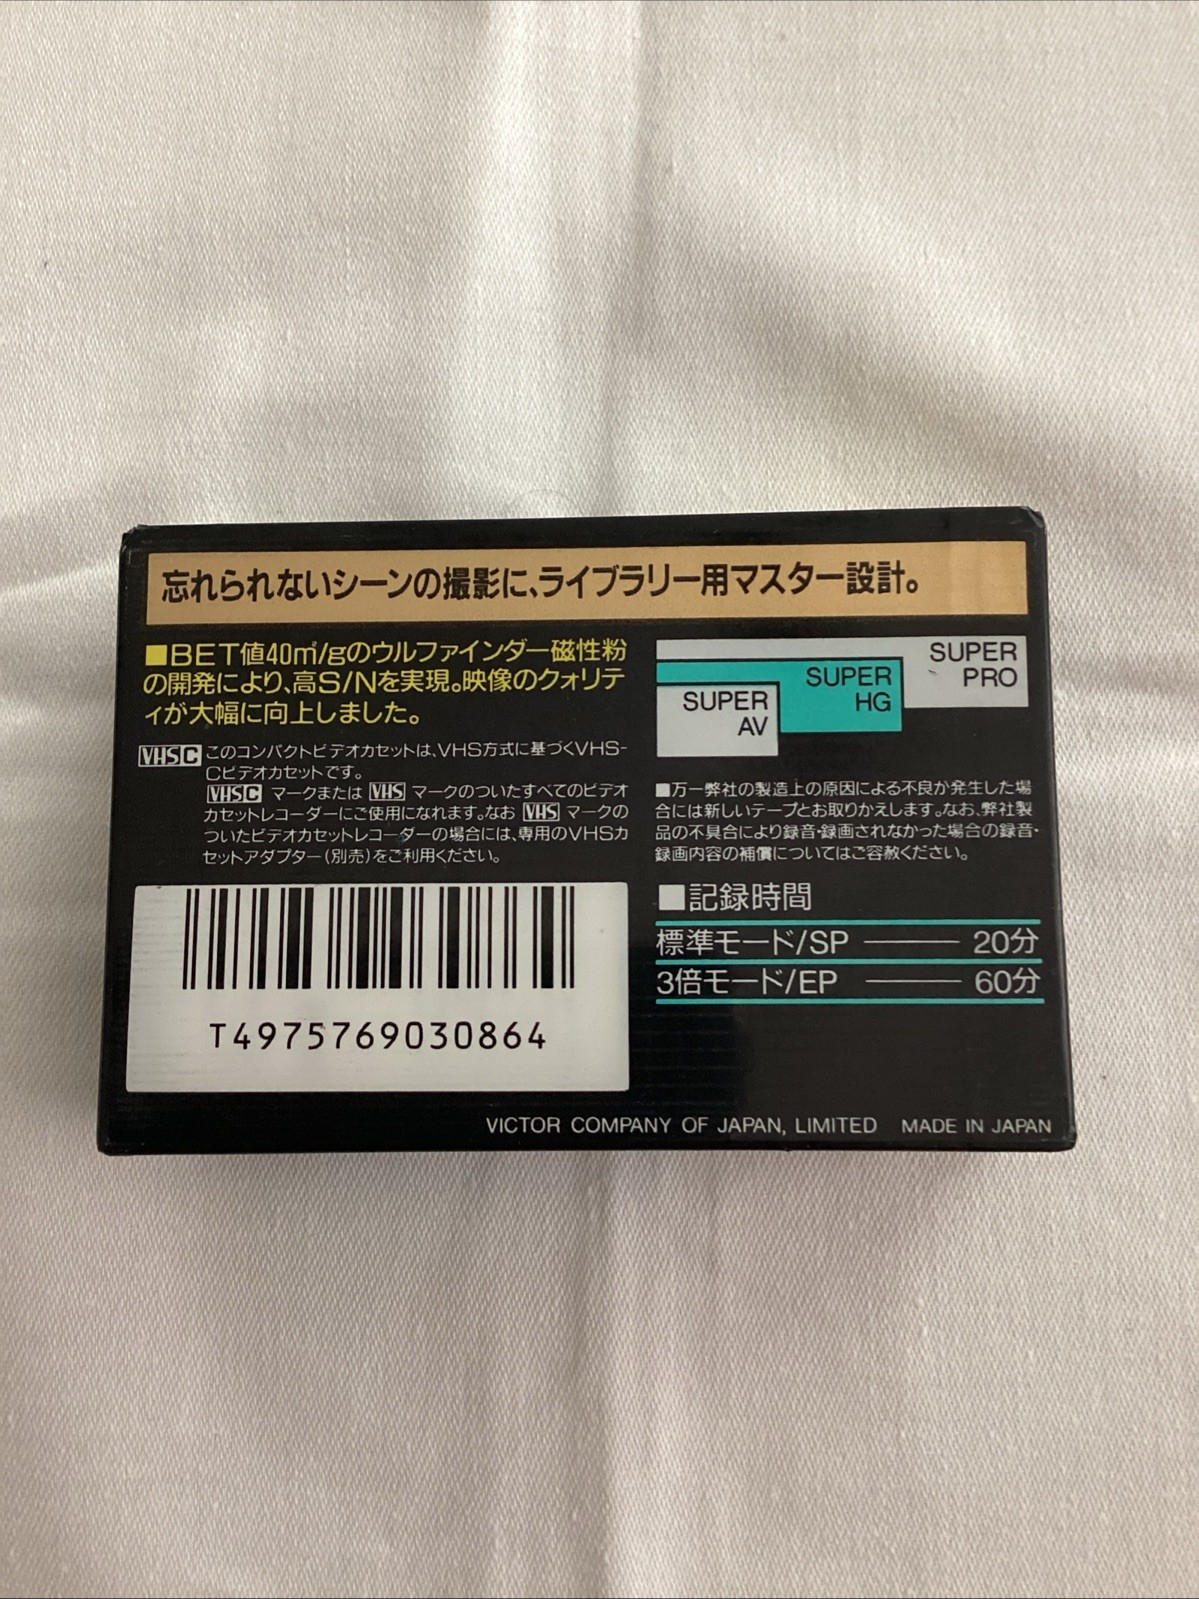 忘れられないシーンの撮影に、ライブラリー用マスター設計。
■BET値40㎡/gのウルファインダー磁性粉
の開発により、高S/Nを実現。映像のクォリテ
ィが大幅に向上しました。
VHSC このコンパクトビデオカセットは、VHS方式に基づくVHS-
Cビデオカセットです。
VHSC マークまたは VHS マークのついたすべてのビデオ
カセットレコーダーにご使用になれます。なお VHS マークの
ついたビデオカセットレコーダーの場合には、専用のVHSカ
セットアダプター(別売)をご利用ください。
T4975769030864
SUPER
PRO
SUPER
HG
SUPER
AV
■万一弊社の製造上の原因による不良が発生した場
合には新しいテープとお取りかえします。なお、弊社製
品の不具合により録音・録画されなかった場合の録音・
録画内容の補償についてはご容赦ください。
■記録時間
標準モード/SP ——— 20分
3倍モード/EP ——— 60分
VICTOR COMPANY OF JAPAN, LIMITED MADE IN JAPAN